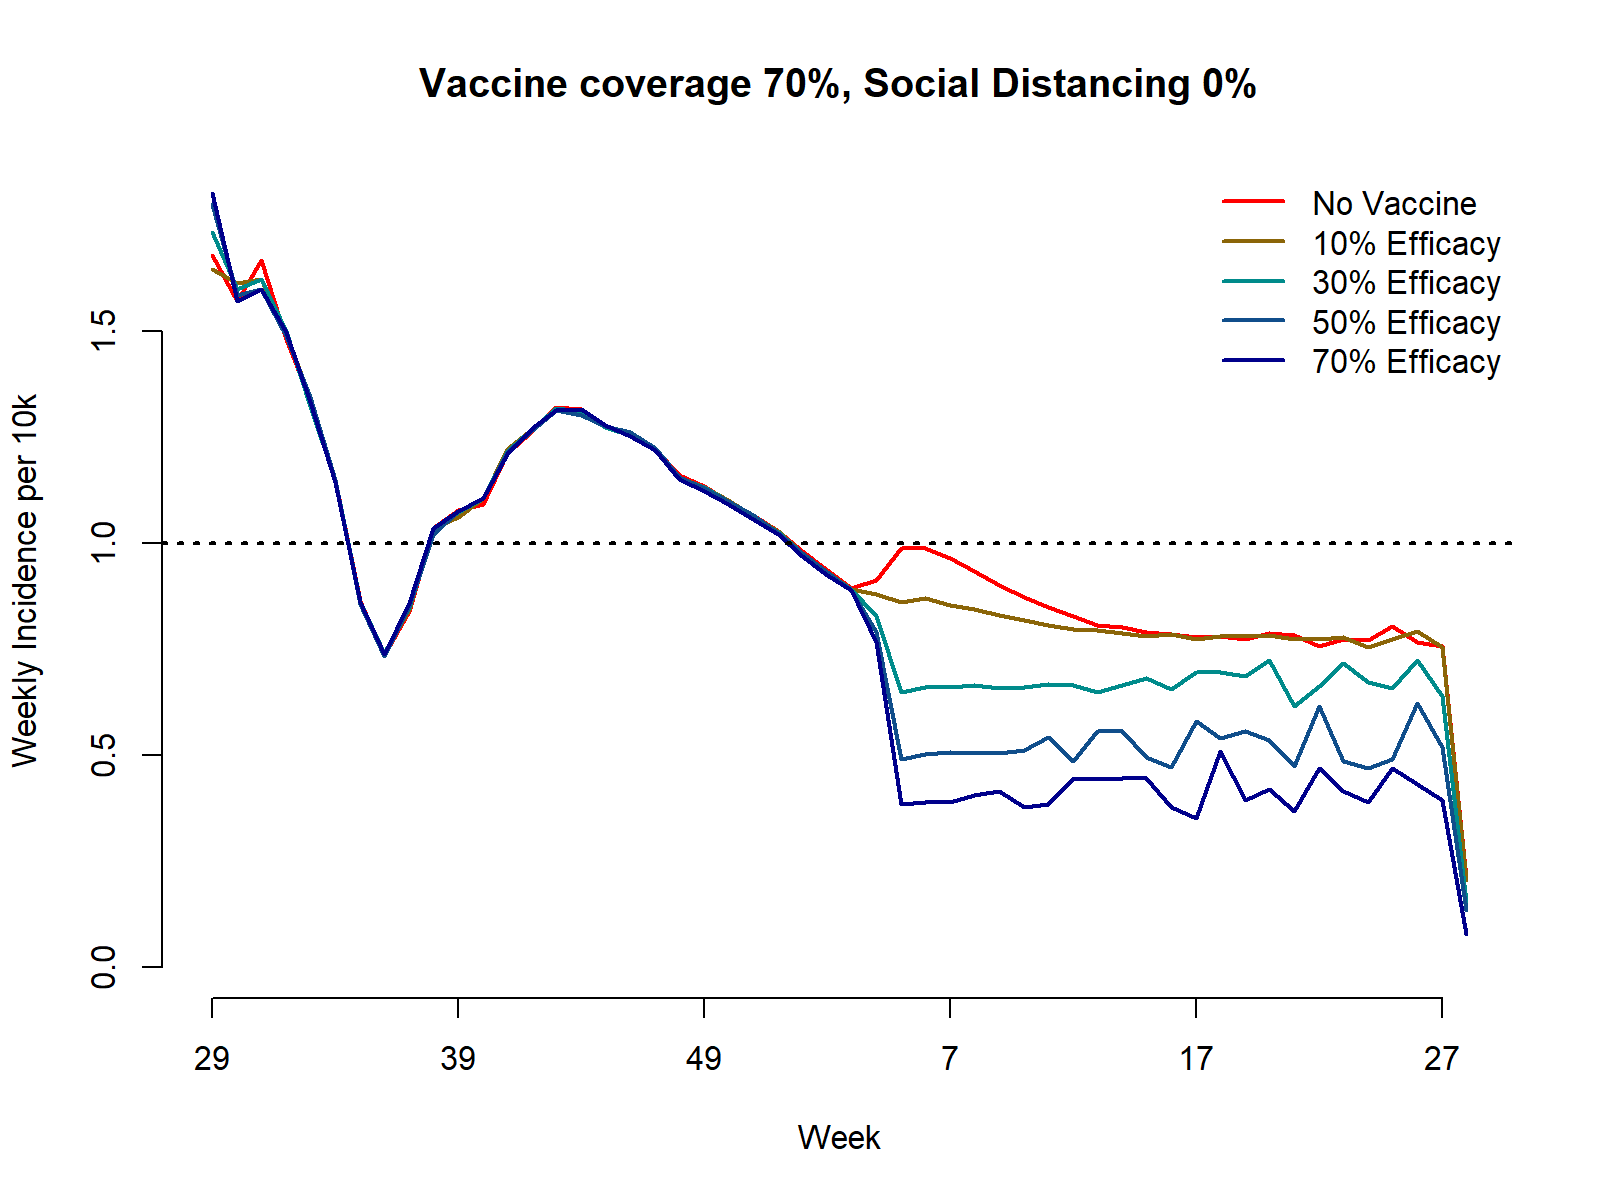 Vaccine coverage 70%, Social Distancing 0%
No Vaccine
10% Efficacy
30% Efficacy
50% Efficacy
70% Efficacy
Weekly Incidence per 10k
1.5
1.0
0.5
0.0
29 39 49 7 17 27
Week